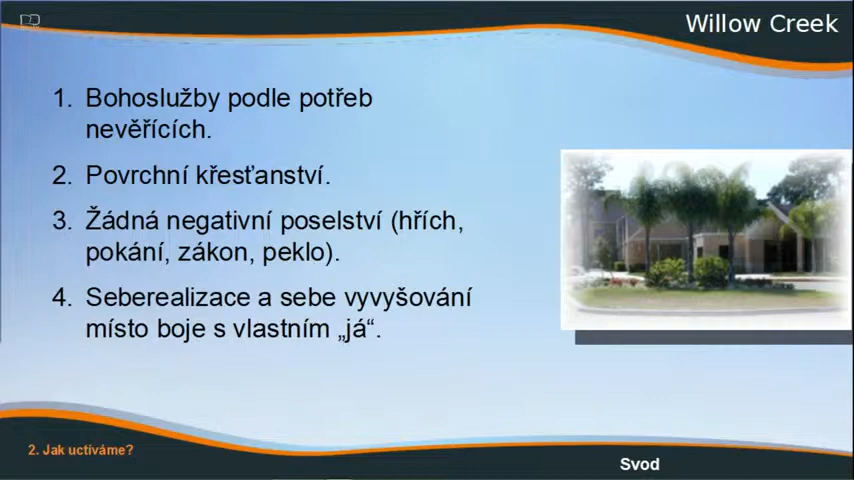 Willow Creek
1. Bohoslužby podle potřeb
nevěřících.
2. Povrchní křesťanství.
3. Žádná negativní poselství (hřích,
pokání, zákon, peklo).
4. Seberealizace a sebe vyvyšování
místo boje s vlastním „já“.
2. Jak uctíváme?
Svod